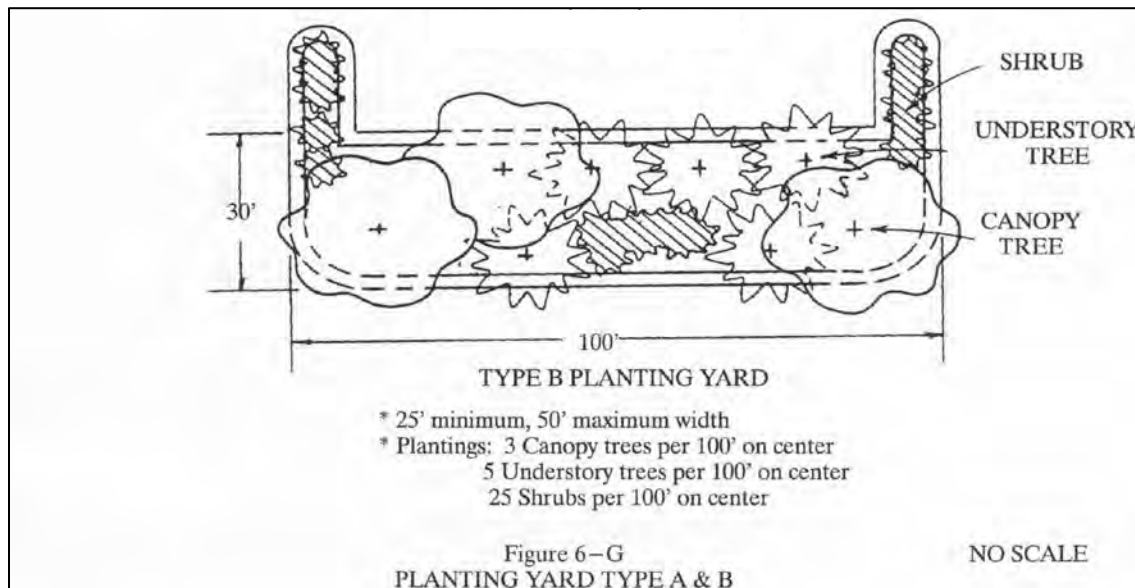 SHRUB
UNDERSTORY
TREE
30'
CANOPY
TREE
100'
TYPE B PLANTING YARD
* 25' minimum, 50' maximum width
* Plantings: 3 Canopy trees per 100' on center
5 Understory trees per 100' on center
25 Shrubs per 100' on center
Figure 6–G
NO SCALE
PLANTING YARD TYPE A & B